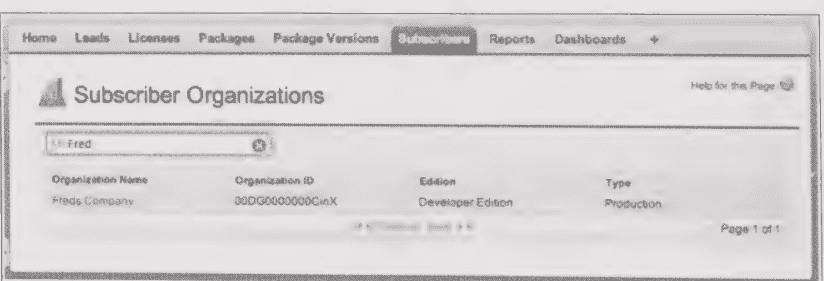 Home Leads Licenses Packages Package Versions Subscribers Reports Dashboards +
Subscriber Organizations
Help for this Page
Fred
Organization Name Organization ID Edition Type
Freds Company Developer Edition Production
Page 1 of 1